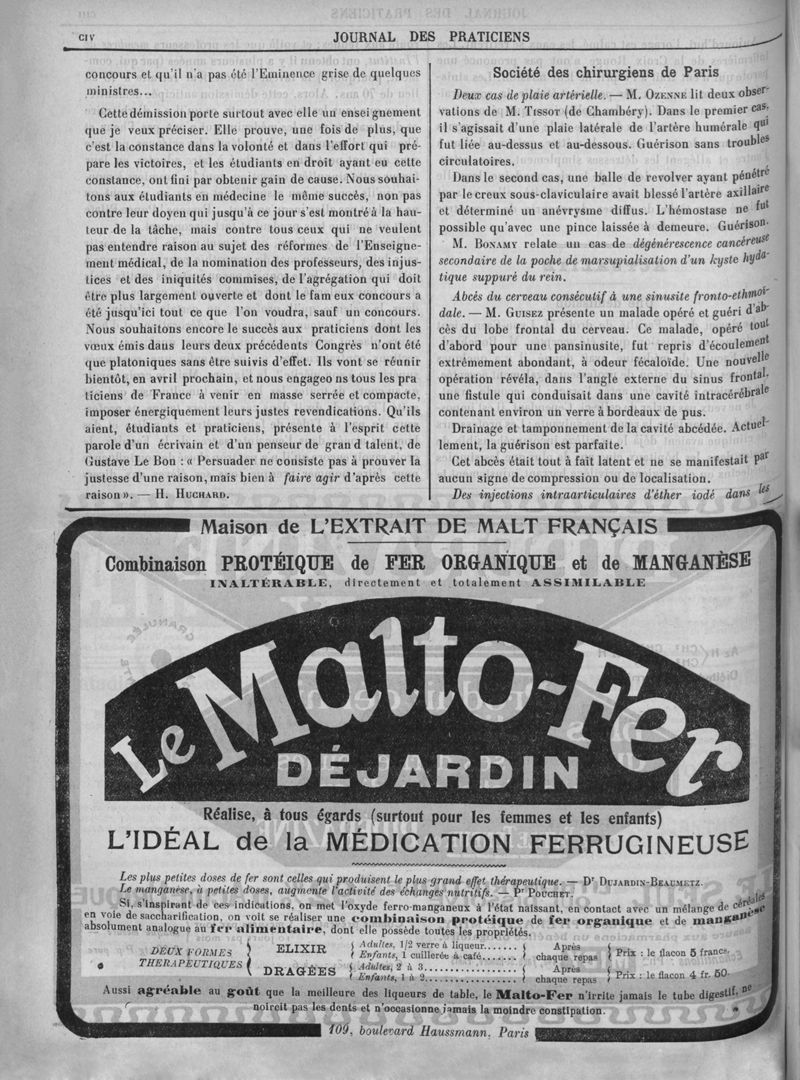 CIV
JOURNAL DES PRATICIENS
concours et qu'il n'a pas été l'Eminence grise de quelques
ministres...
Cette démission porte surtout avec elle un enseignement
que je veux préciser. Elle prouve, une fois de plus, que
c'est la constance dans la volonté et dans l'effort qui pré-
pare les victoires, et les étudiants en droit ayant eu cette
constance, ont fini par obtenir gain de cause. Nous souhai-
tons aux étudiants en médecine le même succès, non pas
contre leur doyen qui jusqu'à ce jour s'est montré à la hau-
teur de la tâche, mais contre tous ceux qui ne veulent
pas entendre raison au sujet des réformes de l'Enseigne-
ment médical, de la nomination des professeurs, des injus-
tices et des iniquités commises, de l'agrégation qui doit
être plus largement ouverte et dont le fameux concours a
été jusqu'ici tout ce que l'on voudra, sauf un concours.
Nous souhaitons encore le succès aux praticiens dont les
vœux émis daus leurs deux précédents Congrès n'ont été
que platoniques sans être suivis d'effet. Ils vont se réunir
bientôt, en avril prochain, et nous engageo ns tous les pra
ticiens de France à venir en masse serrée et compacte,
imposer énergiquement leurs justes revendications. Qu'ils
aient, étudiants et praticiens, présente à l'esprit cette
parole d'un écrivain et d'un penseur de grand talent, de
Gustave Le Bon : « Persuader ne consiste pas à prouver la
justesse d'une raison, mais bien à faire agir d'après cette
raison ». — H. HUCHARD.
Société des chirurgiens de Paris
Deux cas de plaie artérielle. — M. OZENNE lit deux obser-
vations de M. TISSOT (de Chambéry). Dans le premier cas,
il s'agissait d'une plaie latérale de l'artère humérale qui
fut liée au-dessus et au-dessous. Guérison sans troubles
circulatoires.
Dans le second cas, une balle de revolver ayant pénétré
par le creux sous-claviculaire avait blessé l'artère axillaire
et déterminé un anévrysme diffus. L'hémostase ne fut
possible qu'avec une pince laissée à demeure. Guérison.
M. BONAMY relate un cas de dégénérescence cancéreuse
secondaire de la poche de marsupialisation d'un kyste hyda-
tique suppuré du rein.
Abcès du cerveau consécutif à une sinusite fronto-ethmoï-
dale. — M. GUISEZ présente un malade opéré et guéri d'ab-
cès du lobe frontal du cerveau. Ce malade, opéré tout
d'abord pour une pansinusite, fut repris d'écoulement
extrêmement abondant, à odeur fécaloïde. Une nouvelle
opération révéla, dans l'angle externe du sinus frontal,
une fistule qui conduisait dans une cavité intracérébrale
contenant environ un verre à bordeaux de pus.
Drainage et tamponnement de la cavité abcédée. Actuel-
lement, la guérison est parfaite.
Cet abcès était tout à fait latent et ne se manifestait par
aucun signe de compression ou de localisation.
Des injections intraarticulaires d'éther iodé dans les
Maison de L'EXTRAIT DE MALT FRANÇAIS
Combinaison PROTÉIQUE de FER ORGANIQUE et de MANGANÈSE
INALTÉRABLE, directement et totalement ASSIMILABLE
Le Malto-Fer
DÉJARDIN
Réalise, à tous égards (surtout pour les femmes et les enfants)
L'IDÉAL de la MÉDICATION FERRUGINEUSE
Les plus petites doses de fer sont celles qui produisent le plus grand effet thérapeutique. — Dr DUJARDIN-BEAUMETZ.
Le manganèse, à petites doses, augmente l'activité des échanges nutritifs. — Pr POUCHET.
Si, s'inspirant de ces indications, on met l'oxyde ferro-manganeux à l'état naissant, en contact avec un mélange de céréales
en voie de saccharification, on voit se réaliser une combinaison protéique de fer organique et de manganèse
absolument analogue au fer alimentaire, dont elle possède toutes les propriétés.
DEUX FORMES THERAPEUTIQUES
ELIXIR { Adultes, 1/2 verre à liqueur....... Enfants, 1 cuillerée à café....... } Après chaque repas } Prix : le flacon 5 francs.
DRAGÉES { Adultes, 2 à 3.................. Enfants, 1 à 2.................. } Après chaque repas } Prix : le flacon 4 fr. 50.
Aussi agréable au goût que la meilleure des liqueurs de table, le Malto-Fer n'irrite jamais le tube digestif, ne
noircit pas les dents et n'occasionne jamais la moindre constipation.
109, boulevard Haussmann, Paris